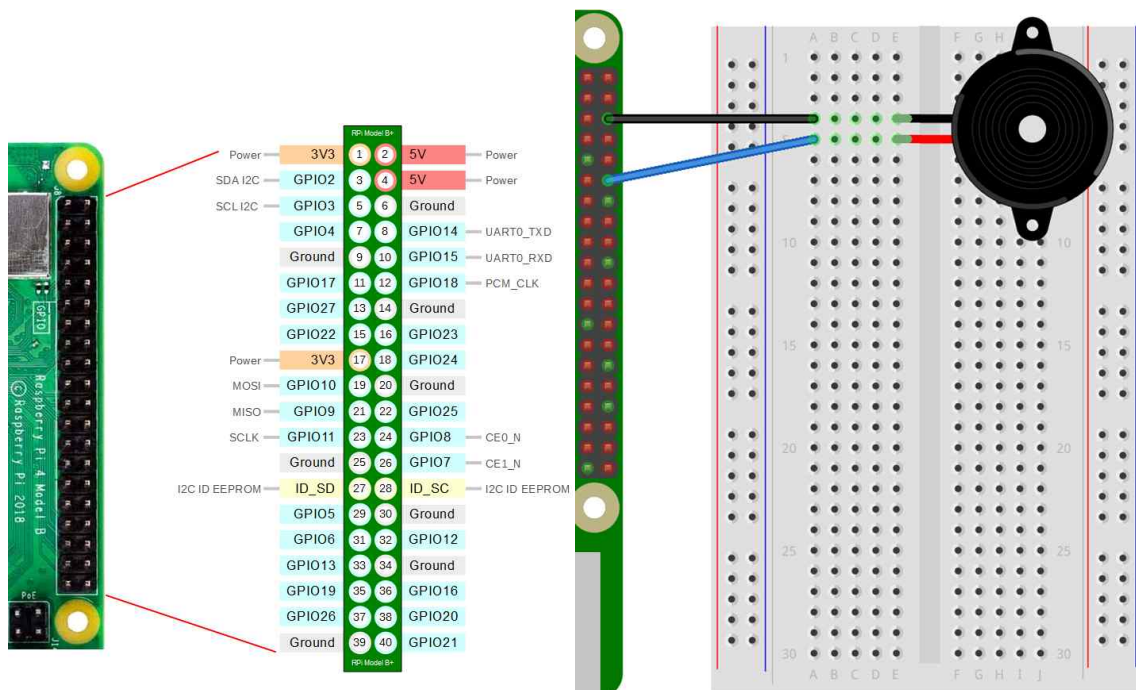 RPi Model B+
Power 3V3 1 2 5V Power
SDA I2C GPIO2 3 4 5V Power
SCL I2C GPIO3 5 6 Ground
GPIO4 7 8 GPIO14 UART0_TXD
Ground 9 10 GPIO15 UART0_RXD
GPIO17 11 12 GPIO18 PCM_CLK
GPIO27 13 14 Ground
GPIO22 15 16 GPIO23
Power 3V3 17 18 GPIO24
MOSI GPIO10 19 20 Ground
MISO GPIO9 21 22 GPIO25
SCLK GPIO11 23 24 GPIO8 CE0_N
Ground 25 26 GPIO7 CE1_N
I2C ID EEPROM ID_SD 27 28 ID_SC I2C ID EEPROM
GPIO5 29 30 Ground
GPIO6 31 32 GPIO12
GPIO13 33 34 Ground
GPIO19 35 36 GPIO16
GPIO26 37 38 GPIO20
Ground 39 40 GPIO21
RPi Model B+
GPIO
Raspberry Pi 4 Model B
© Raspberry Pi 2018
PoE
A B C D E F G H
1
10 10
15 15
20 20
25 25
30 30
A B C D E F G H I J